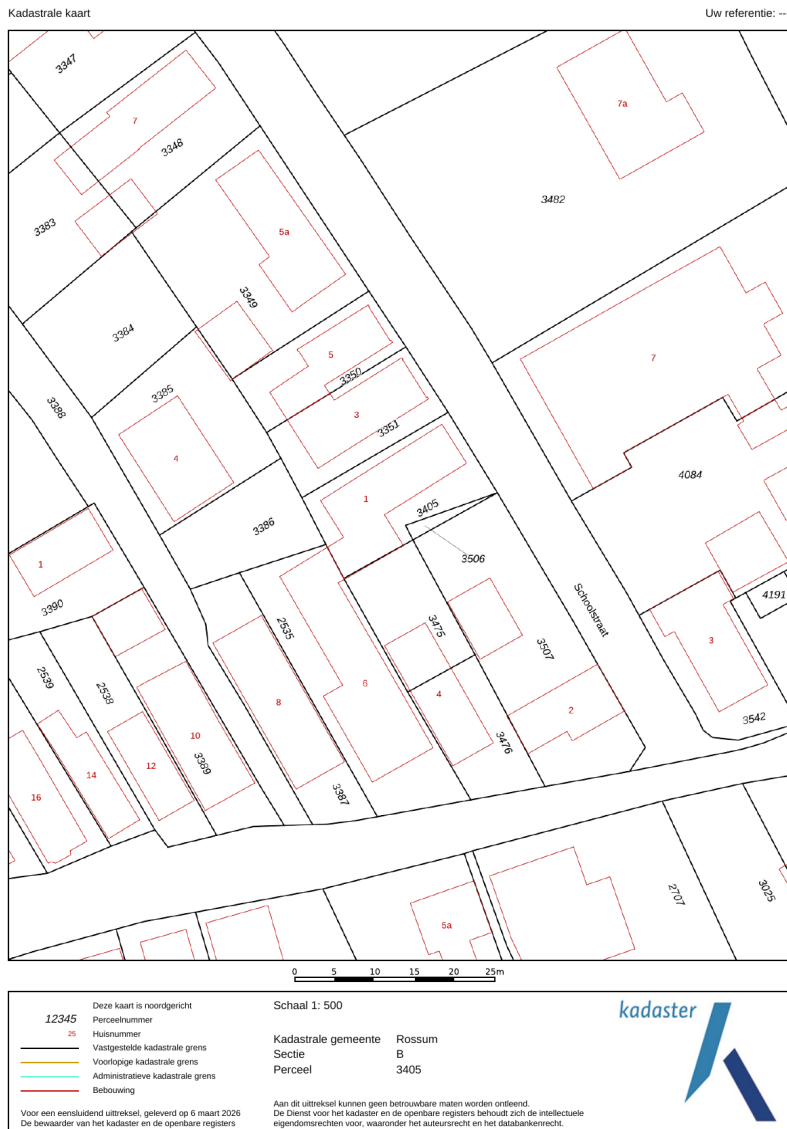 Kadastrale kaart
Uw referentie: --
3347
7
3348
7a
3383
3482
5a
3349
3384
5
3350
3385
3388
7
3
3351
4
1
3405
4084
3386
3506
1
4191
3390
Schoolstraat
2535
3475
3507
3
2539
2538
6
8
4
2
3542
10
3476
3389
12
14
3387
16
2707
3025
5a
0 5 10 15 20 25m
Deze kaart is noordgericht
12345 Perceelnummer
25 Huisnummer
Vastgestelde kadastrale grens
Voorlopige kadastrale grens
Administratieve kadastrale grens
Bebouwing
Voor een eensluidend uittreksel, geleverd op 6 maart 2026
De bewaarder van het kadaster en de openbare registers
Schaal 1: 500
Kadastrale gemeente Rossum
Sectie B
Perceel 3405
Aan dit uittreksel kunnen geen betrouwbare maten worden ontleend.
De Dienst voor het kadaster en de openbare registers behoudt zich de intellectuele
eigendomsrechten voor, waaronder het auteursrecht en het databankenrecht.
kadaster